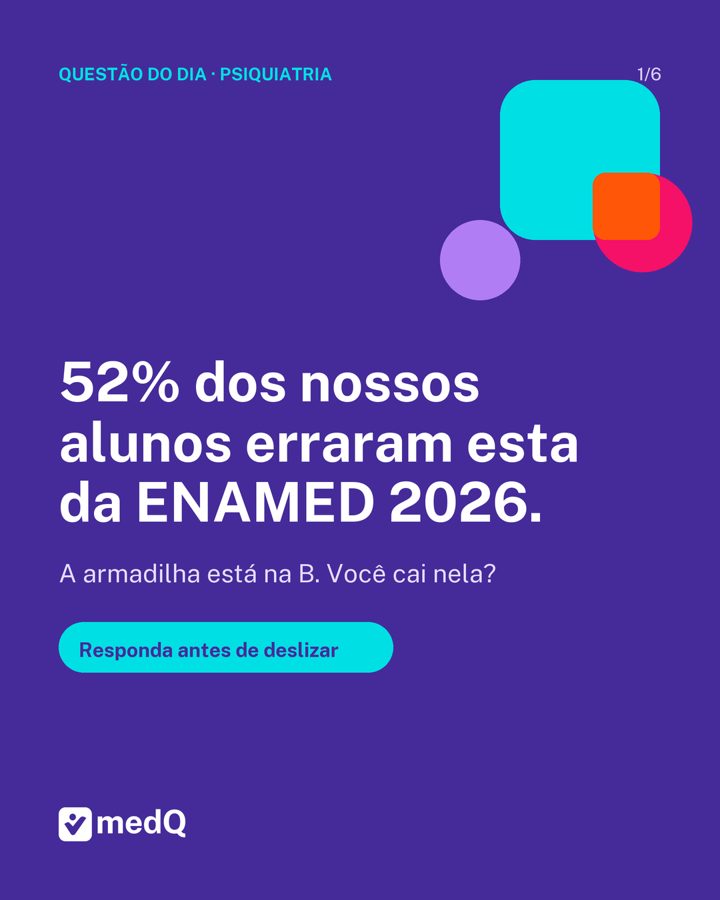 QUESTÃO DO DIA · PSIQUIATRIA
1/6
52% dos nossos
alunos erraram esta
da ENAMED 2026.
A armadilha está na B. Você cai nela?
Responda antes de deslizar
medQ